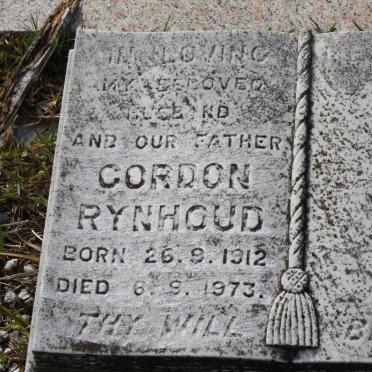 IN LOVING
MY BELOVED
HUSBAND
AND OUR FATHER
GORDON
RYNHOUD
BORN 26.9.1912
DIED 6.9.1973.
THY WILL
B